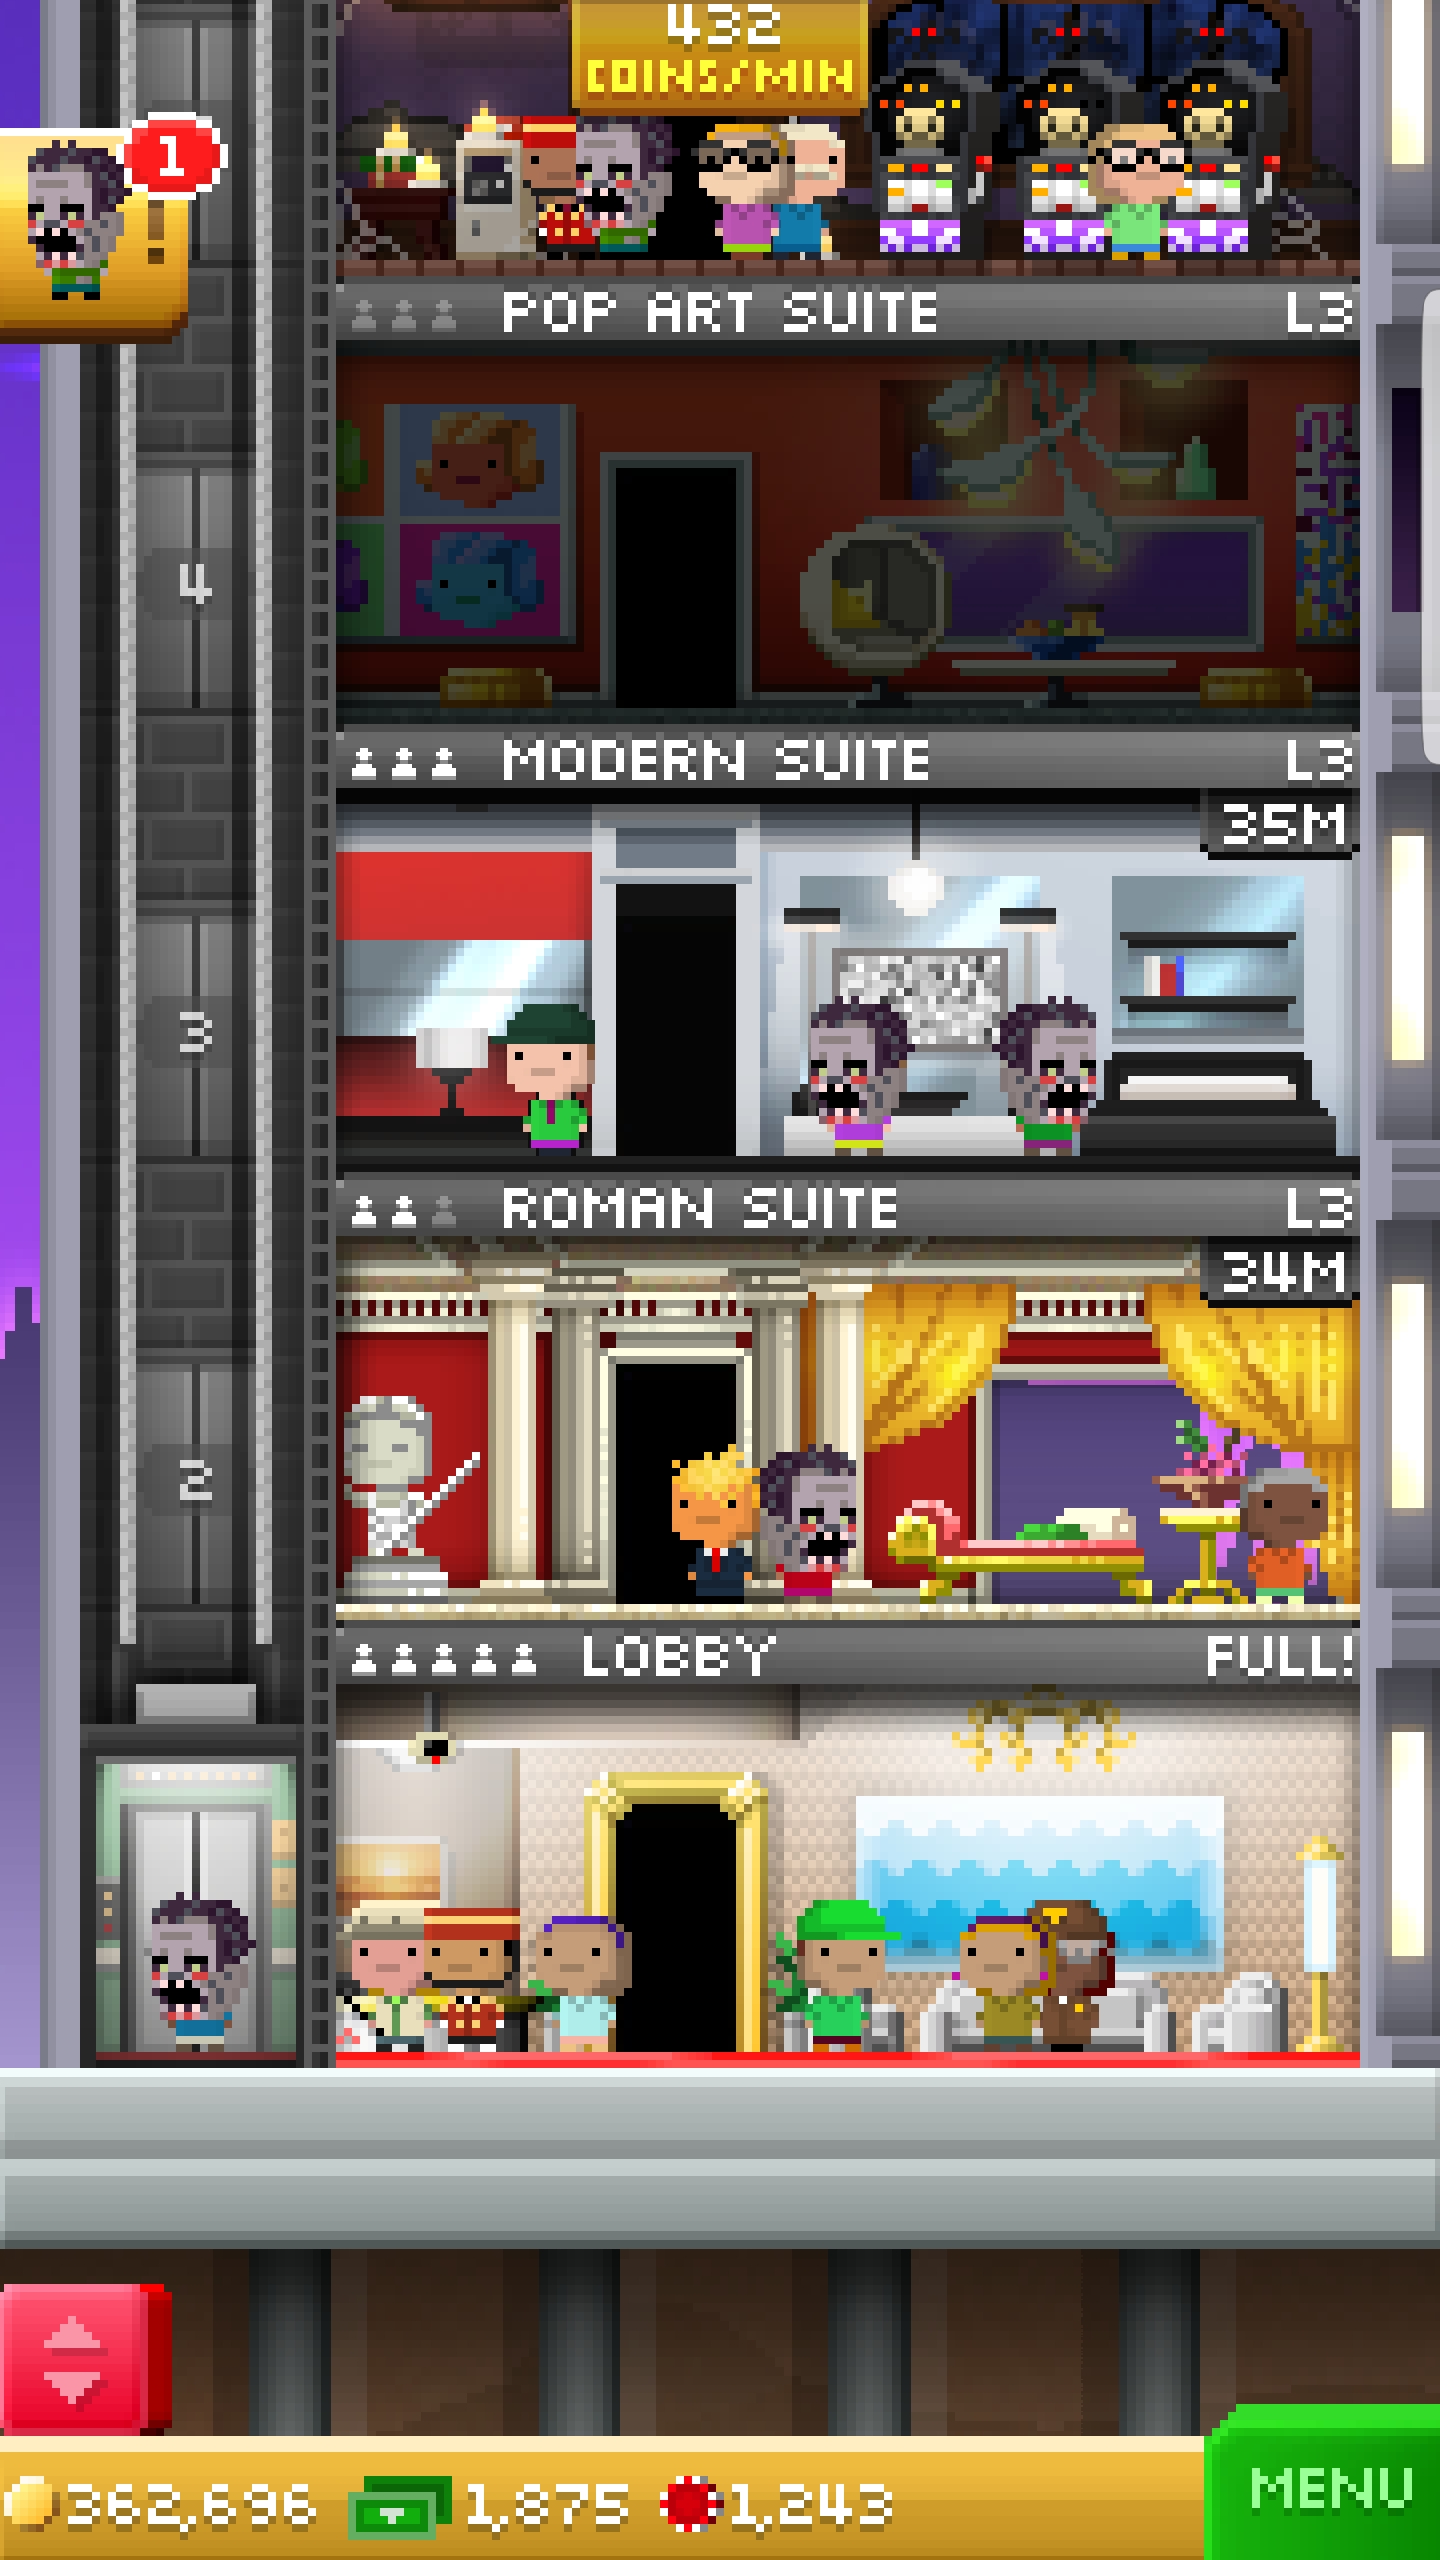 432
COINS/MIN
1
!
POP ART SUITE L3
4
MODERN SUITE L3
35M
3
ROMAN SUITE L3
34M
2
LOBBY FULL!
362,696 1,875 1,243
MENU